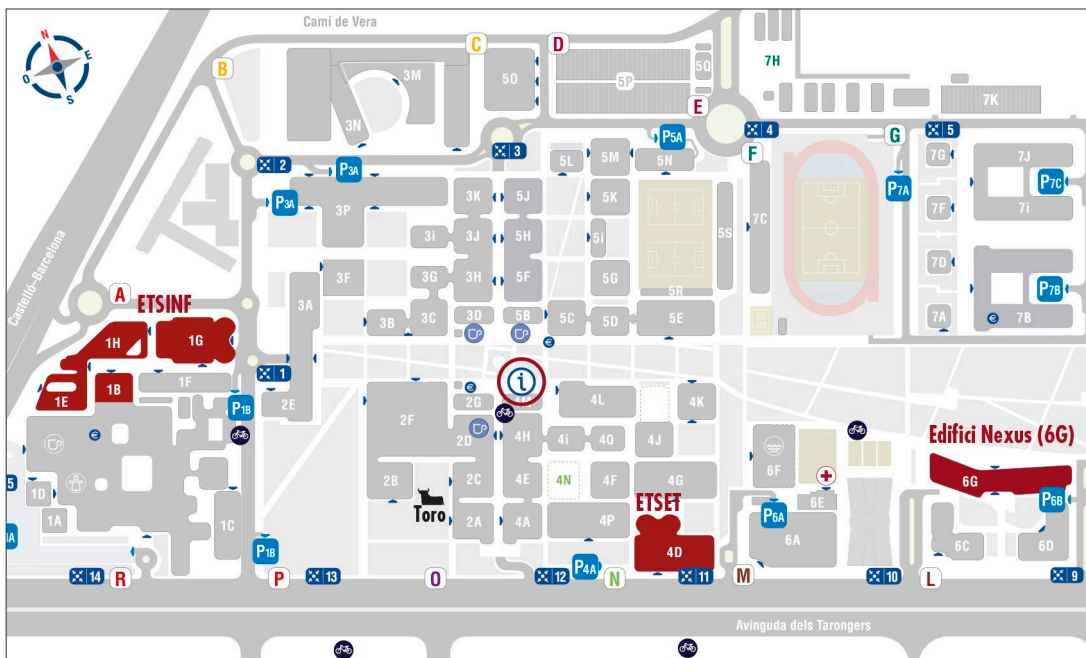 Camí de Vera
N
E
S
O
B
C
D
3M
5O
5P
5Q
7H
7K
3N
E
P5A
4
G
5
2
3
F
5L
5M
5N
7G
7J
P3A
P3A
P7A
P7C
3P
3K
5J
5K
7C
7F
7i
3i
3J
5H
5i
5S
3F
3G
3H
5F
5G
7D
P7B
Castelló-Barcelona
A
ETSINF
3A
5R
3B
3C
3D
5B
5C
5D
5E
7A
7B
€
1H
1G
€
1
i
1E
1B
1F
P1B
2E
2F
€
2G
4L
4K
2D
4H
4i
4Q
4J
Edifici Nexus (6G)
€
6F
6G
5
1D
2B
2C
4E
4N
4F
4G
P6B
1A
1C
Toro
ETSET
6E
P6A
2A
4A
4P
4D
6A
6C
6D
P1B
P4A
14
R
P
13
O
12
N
11
M
10
L
9
Avinguda dels Tarongers